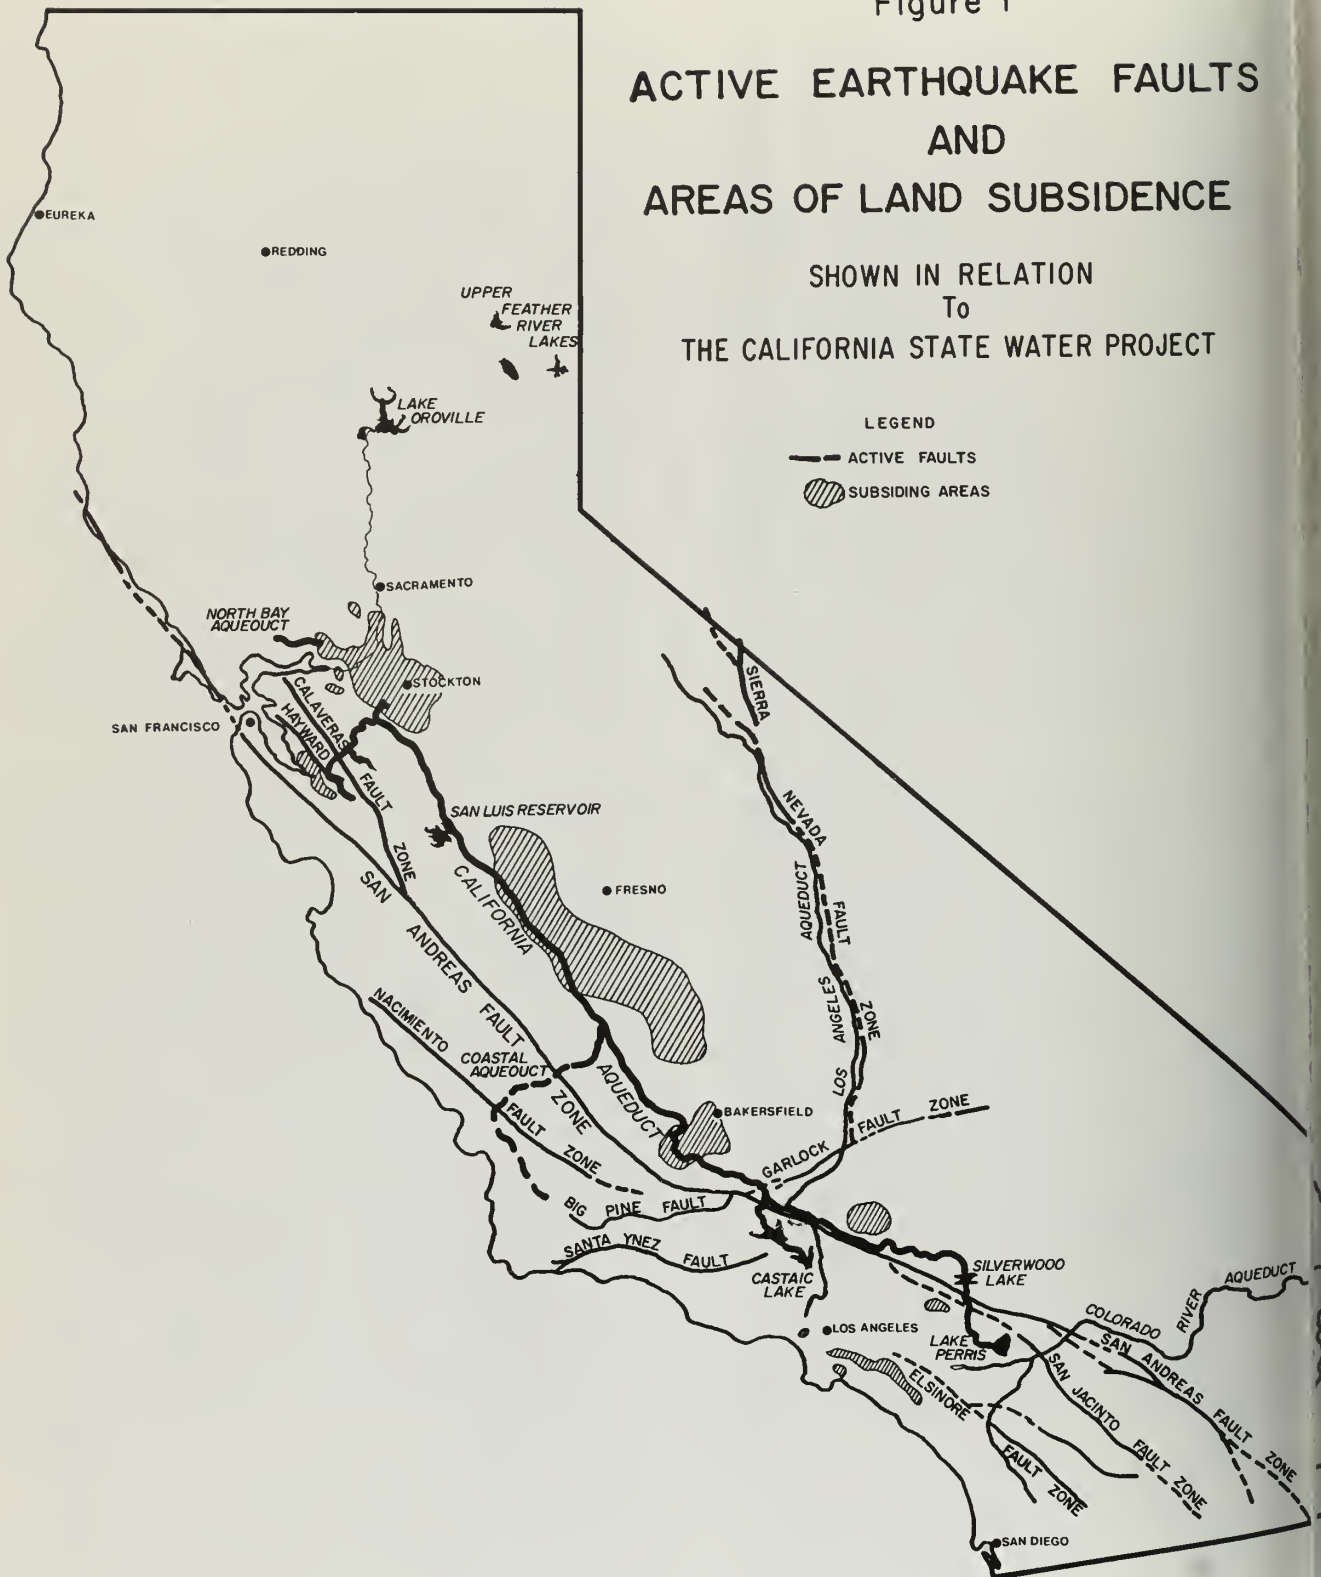 Figure 1
ACTIVE EARTHQUAKE FAULTS
AND
AREAS OF LAND SUBSIDENCE
SHOWN IN RELATION
To
THE CALIFORNIA STATE WATER PROJECT
LEGEND
ACTIVE FAULTS
SUBSIDING AREAS
EUREKA
REDDING
UPPER
FEATHER
RIVER
LAKES
LAKE
OROVILLE
SACRAMENTO
NORTH BAY
AQUEOUCT
STOCKTON
SAN FRANCISCO
CALAVERAS
FAULT
ZONE
HAYWARD
SAN LUIS RESERVOIR
FRESNO
CALIFORNIA
AQUEDUCT
SAN
ANDREAS FAULT
ZONE
SIERRA
NEVADA
FAULT
ZONE
LOS
ANGELES
AQUEDUCT
NACIMIENTO
FAULT
ZONE
COASTAL
AQUEOUCT
BAKERSFIELD
GARLOCK
FAULT ZONE
BIG PINE FAULT
SANTA YNEZ
FAULT
CASTAIC
LAKE
SILVERWOOO
LAKE
LOS ANGELES
LAKE
PERRIS
COLORADO
RIVER
AQUEDUCT
SAN ANDREAS FAULT ZONE
SAN JACINTO
FAULT ZONE
ELSINORE
FAULT ZONE
SAN DIEGO